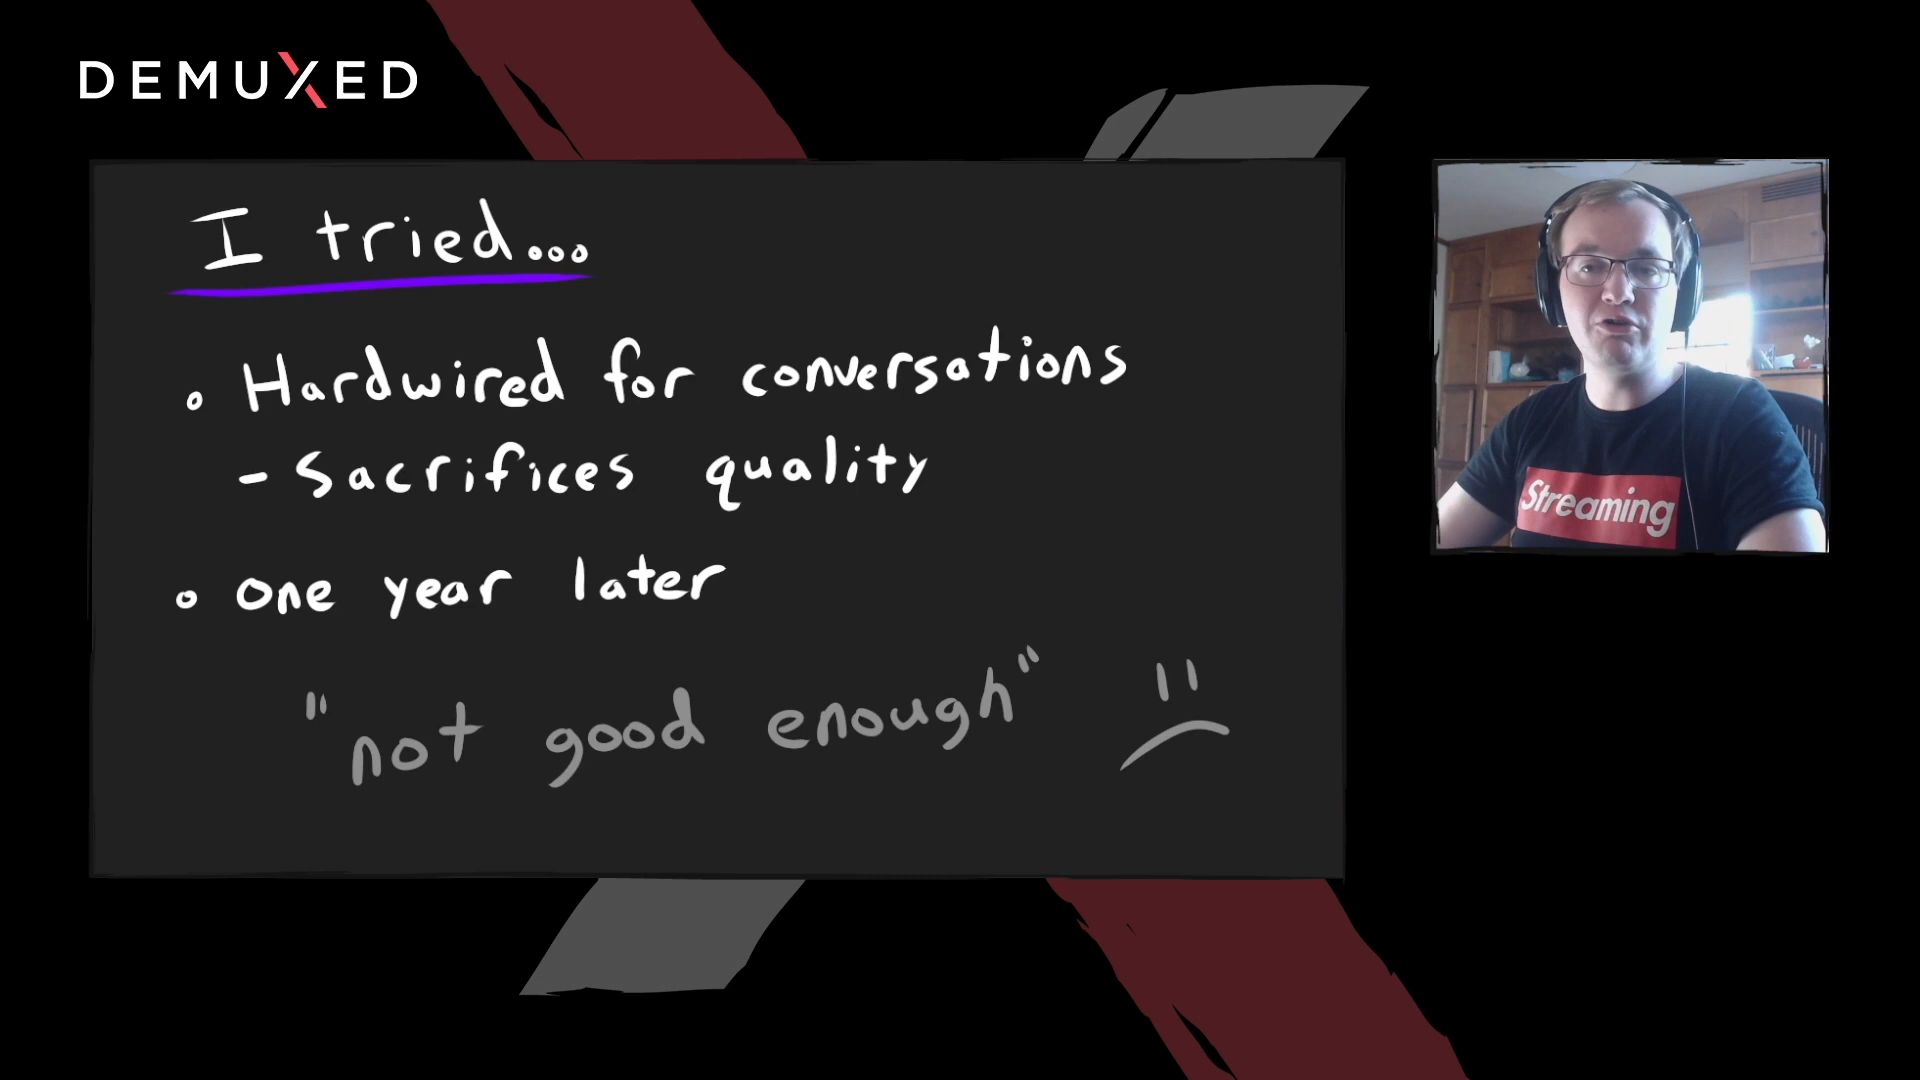 DEMUXED
I tried...
• Hardwired for conversations
- Sacrifices quality
• One year later
"not good enough"
Streaming